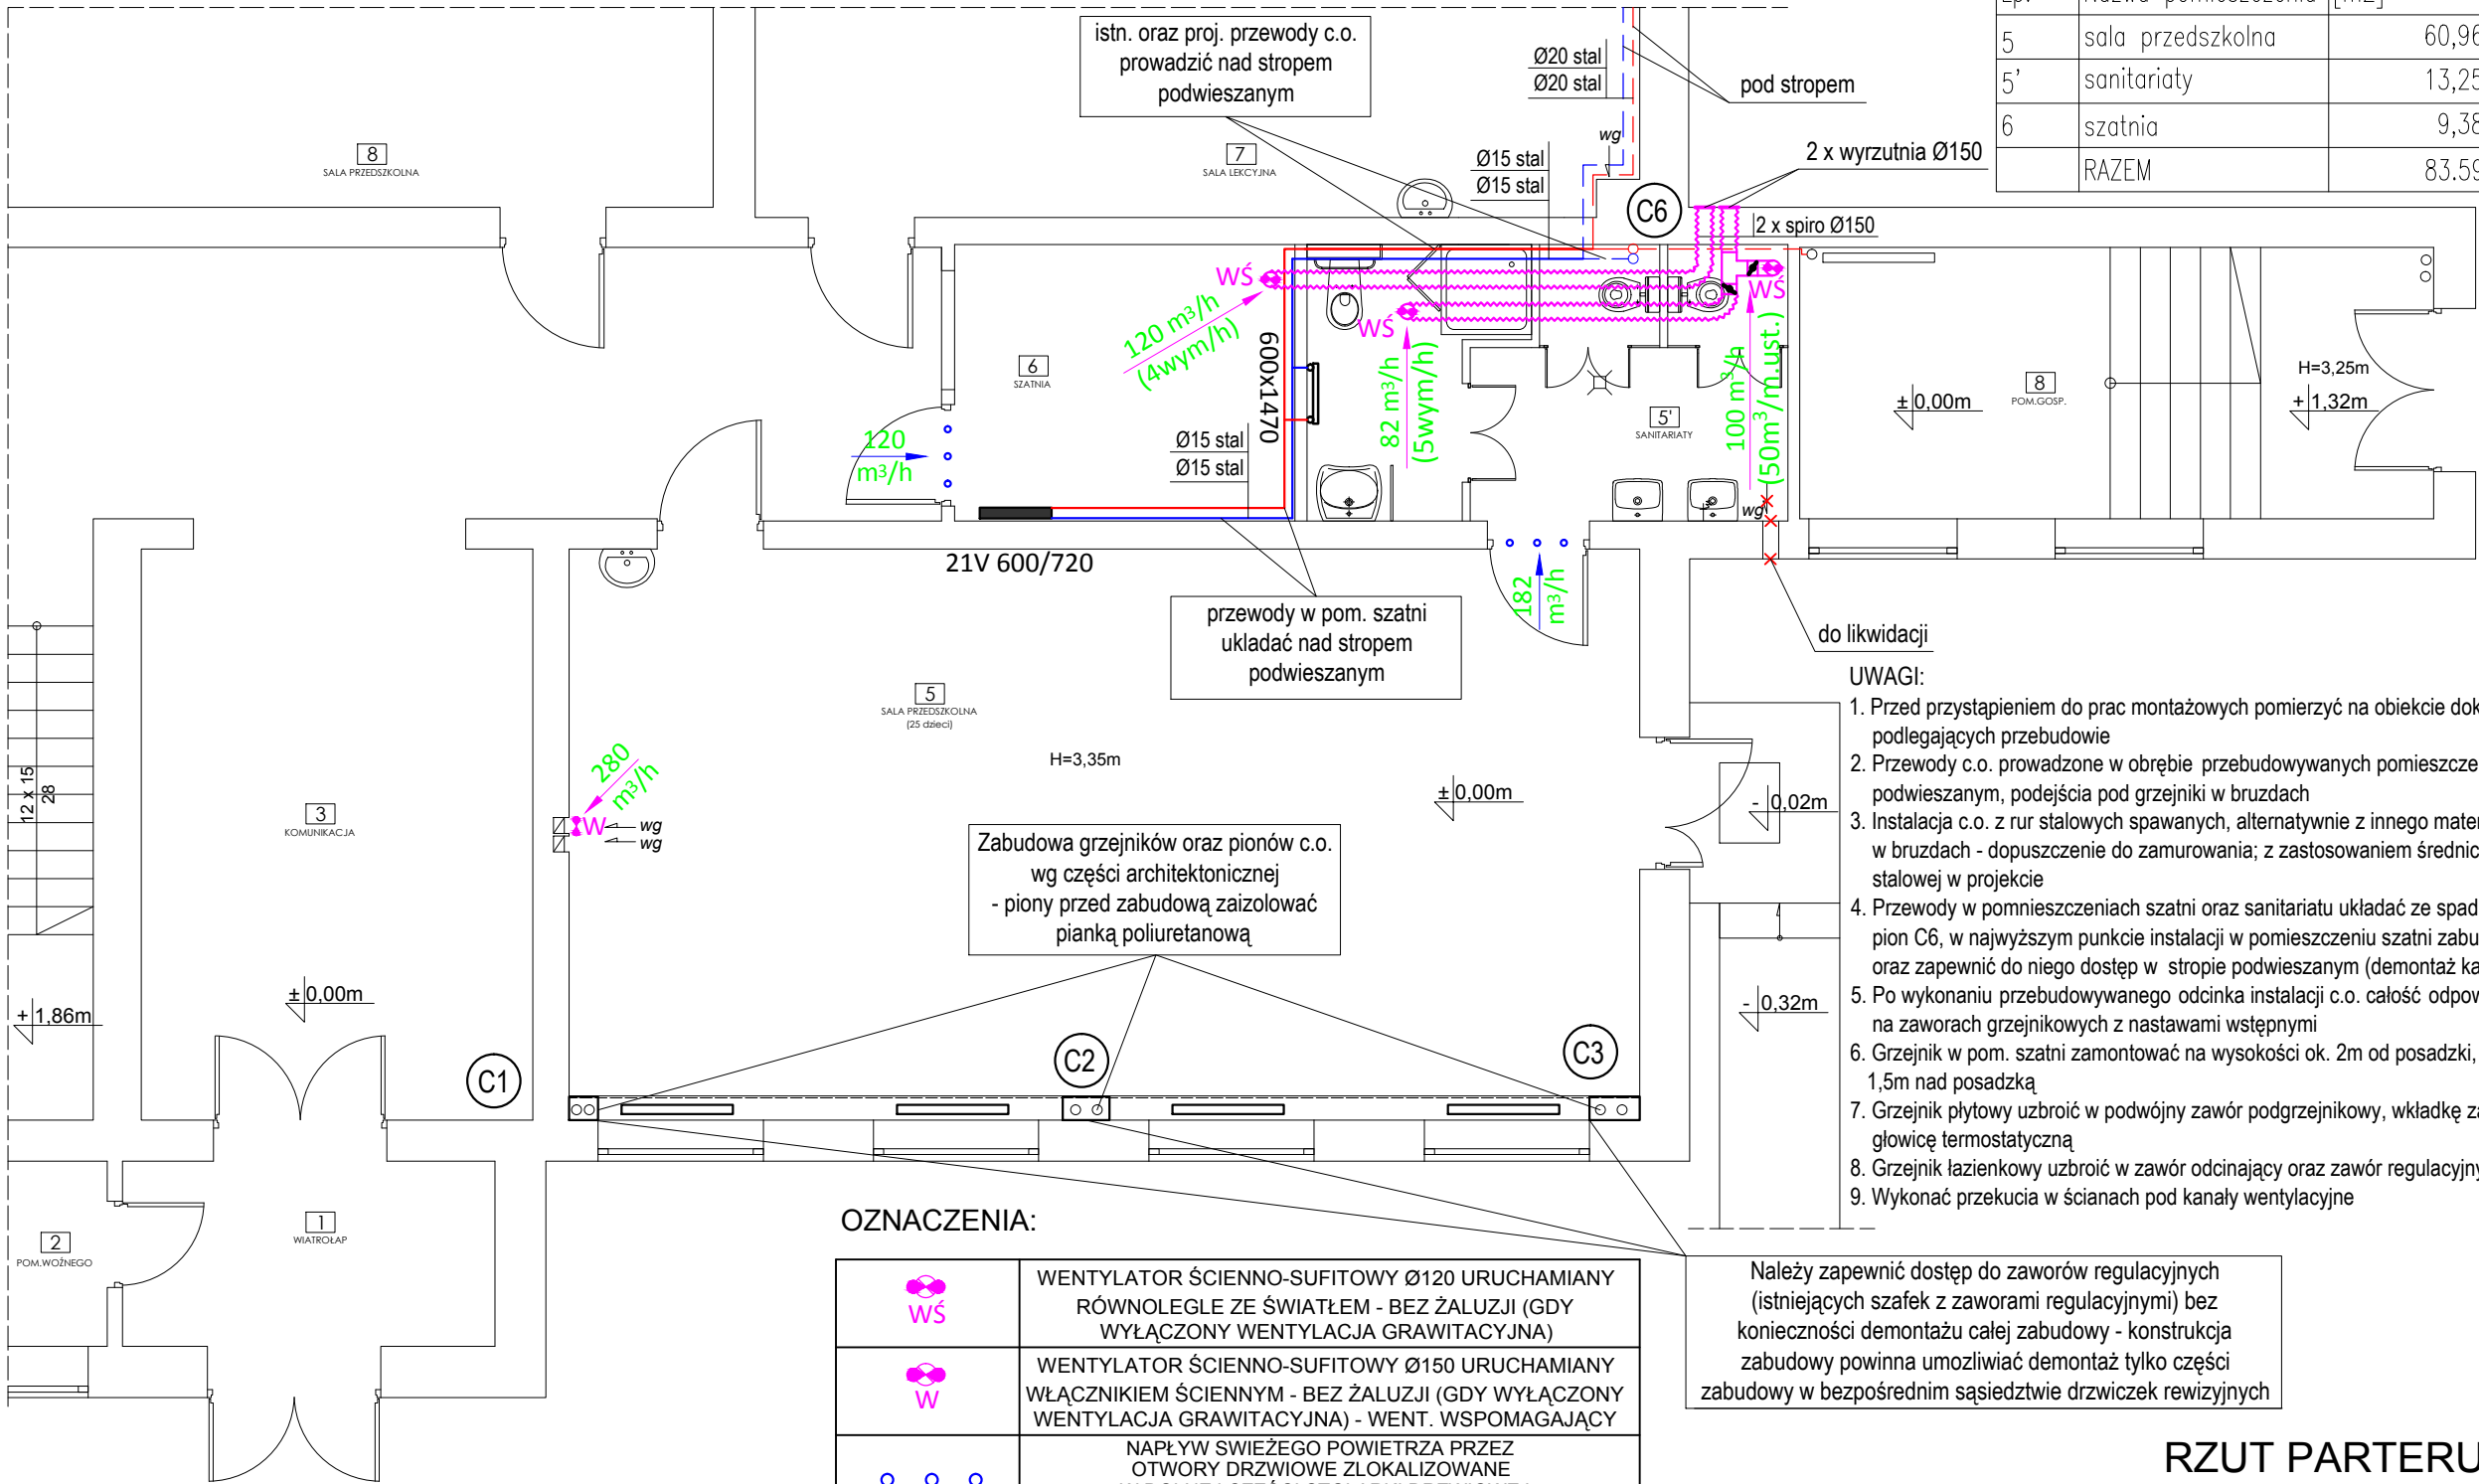 istn. oraz proj. przewody c.o.
prowadzić nad stropem
podwieszanym
Ø20 stal
Ø20 stal
pod stropem
wg
Ø15 stal
Ø15 stal
2 x wyrzutnia Ø150
C6
2 x spiro Ø150
5 sala przedszkolna 60,96
5' sanitariaty 13,25
6 szatnia 9,38
RAZEM 83.59
8
SALA PRZEDSZKOLNA
7
SALA LEKCYJNA
WŚ
WŚ
WŚ
120 m³/h
(4wym/h)
600x1470
82 m³/h
(5wym/h)
100 m³/h
(50m³/m.ust.)
6
SZATNIA
5'
SANITARIATY
8
POM.GOSP.
± 0,00m
H=3,25m
+ 1,32m
120
m³/h
Ø15 stal
Ø15 stal
wg
21V 600/720
182
m³/h
przewody w pom. szatni
ukladać nad stropem
podwieszanym
do likwidacji
5
SALA PRZEDSZKOLNA
(25 dzieci)
H=3,35m
± 0,00m
- 0,02m
- 0,32m
280
m³/h
W
wg
wg
12 x 15
28
3
KOMUNIKACJA
± 0,00m
+ 1,86m
Zabudowa grzejników oraz pionów c.o.
wg części architektonicznej
- piony przed zabudową zaizolować
pianką poliuretanową
C1
C2
C3
2
POM.WOŹNEGO
1
WIATROŁAP
UWAGI:
1. Przed przystąpieniem do prac montażowych pomierzyć na obiekcie dok
podlegających przebudowie
2. Przewody c.o. prowadzone w obrębie przebudowywanych pomieszcze
podwieszanym, podejścia pod grzejniki w bruzdach
3. Instalacja c.o. z rur stalowych spawanych, alternatywnie z innego mater
w bruzdach - dopuszczenie do zamurowania; z zastosowaniem średnic
stalowej w projekcie
4. Przewody w pomnieszczeniach szatni oraz sanitariatu układać ze spad
pion C6, w najwyższym punkcie instalacji w pomieszczeniu szatni zabu
oraz zapewnić do niego dostęp w stropie podwieszanym (demontaż ka
5. Po wykonaniu przebudowywanego odcinka instalacji c.o. całość odpow
na zaworach grzejnikowych z nastawami wstępnymi
6. Grzejnik w pom. szatni zamontować na wysokości ok. 2m od posadzki,
1,5m nad posadzką
7. Grzejnik płytowy uzbroić w podwójny zawór podgrzejnikowy, wkładkę za
głowicę termostatyczną
8. Grzejnik łazienkowy uzbroić w zawór odcinający oraz zawór regulacyjny
9. Wykonać przekucia w ścianach pod kanały wentylacyjne
OZNACZENIA:
WŚ
WENTYLATOR ŚCIENNO-SUFITOWY Ø120 URUCHAMIANY
RÓWNOLEGLE ZE ŚWIATŁEM - BEZ ŻALUZJI (GDY
WYŁĄCZONY WENTYLACJA GRAWITACYJNA)
W
WENTYLATOR ŚCIENNO-SUFITOWY Ø150 URUCHAMIANY
WŁĄCZNIKIEM ŚCIENNYM - BEZ ŻALUZJI (GDY WYŁĄCZONY
WENTYLACJA GRAWITACYJNA) - WENT. WSPOMAGAJĄCY
NAPŁYW SWIEŻEGO POWIETRZA PRZEZ
OTWORY DRZWIOWE ZLOKALIZOWANE
Należy zapewnić dostęp do zaworów regulacyjnych
(istniejących szafek z zaworami regulacyjnymi) bez
konieczności demontażu całej zabudowy - konstrukcja
zabudowy powinna umozliwiać demontaż tylko części
zabudowy w bezpośrednim sąsiedztwie drzwiczek rewizyjnych
RZUT PARTERU